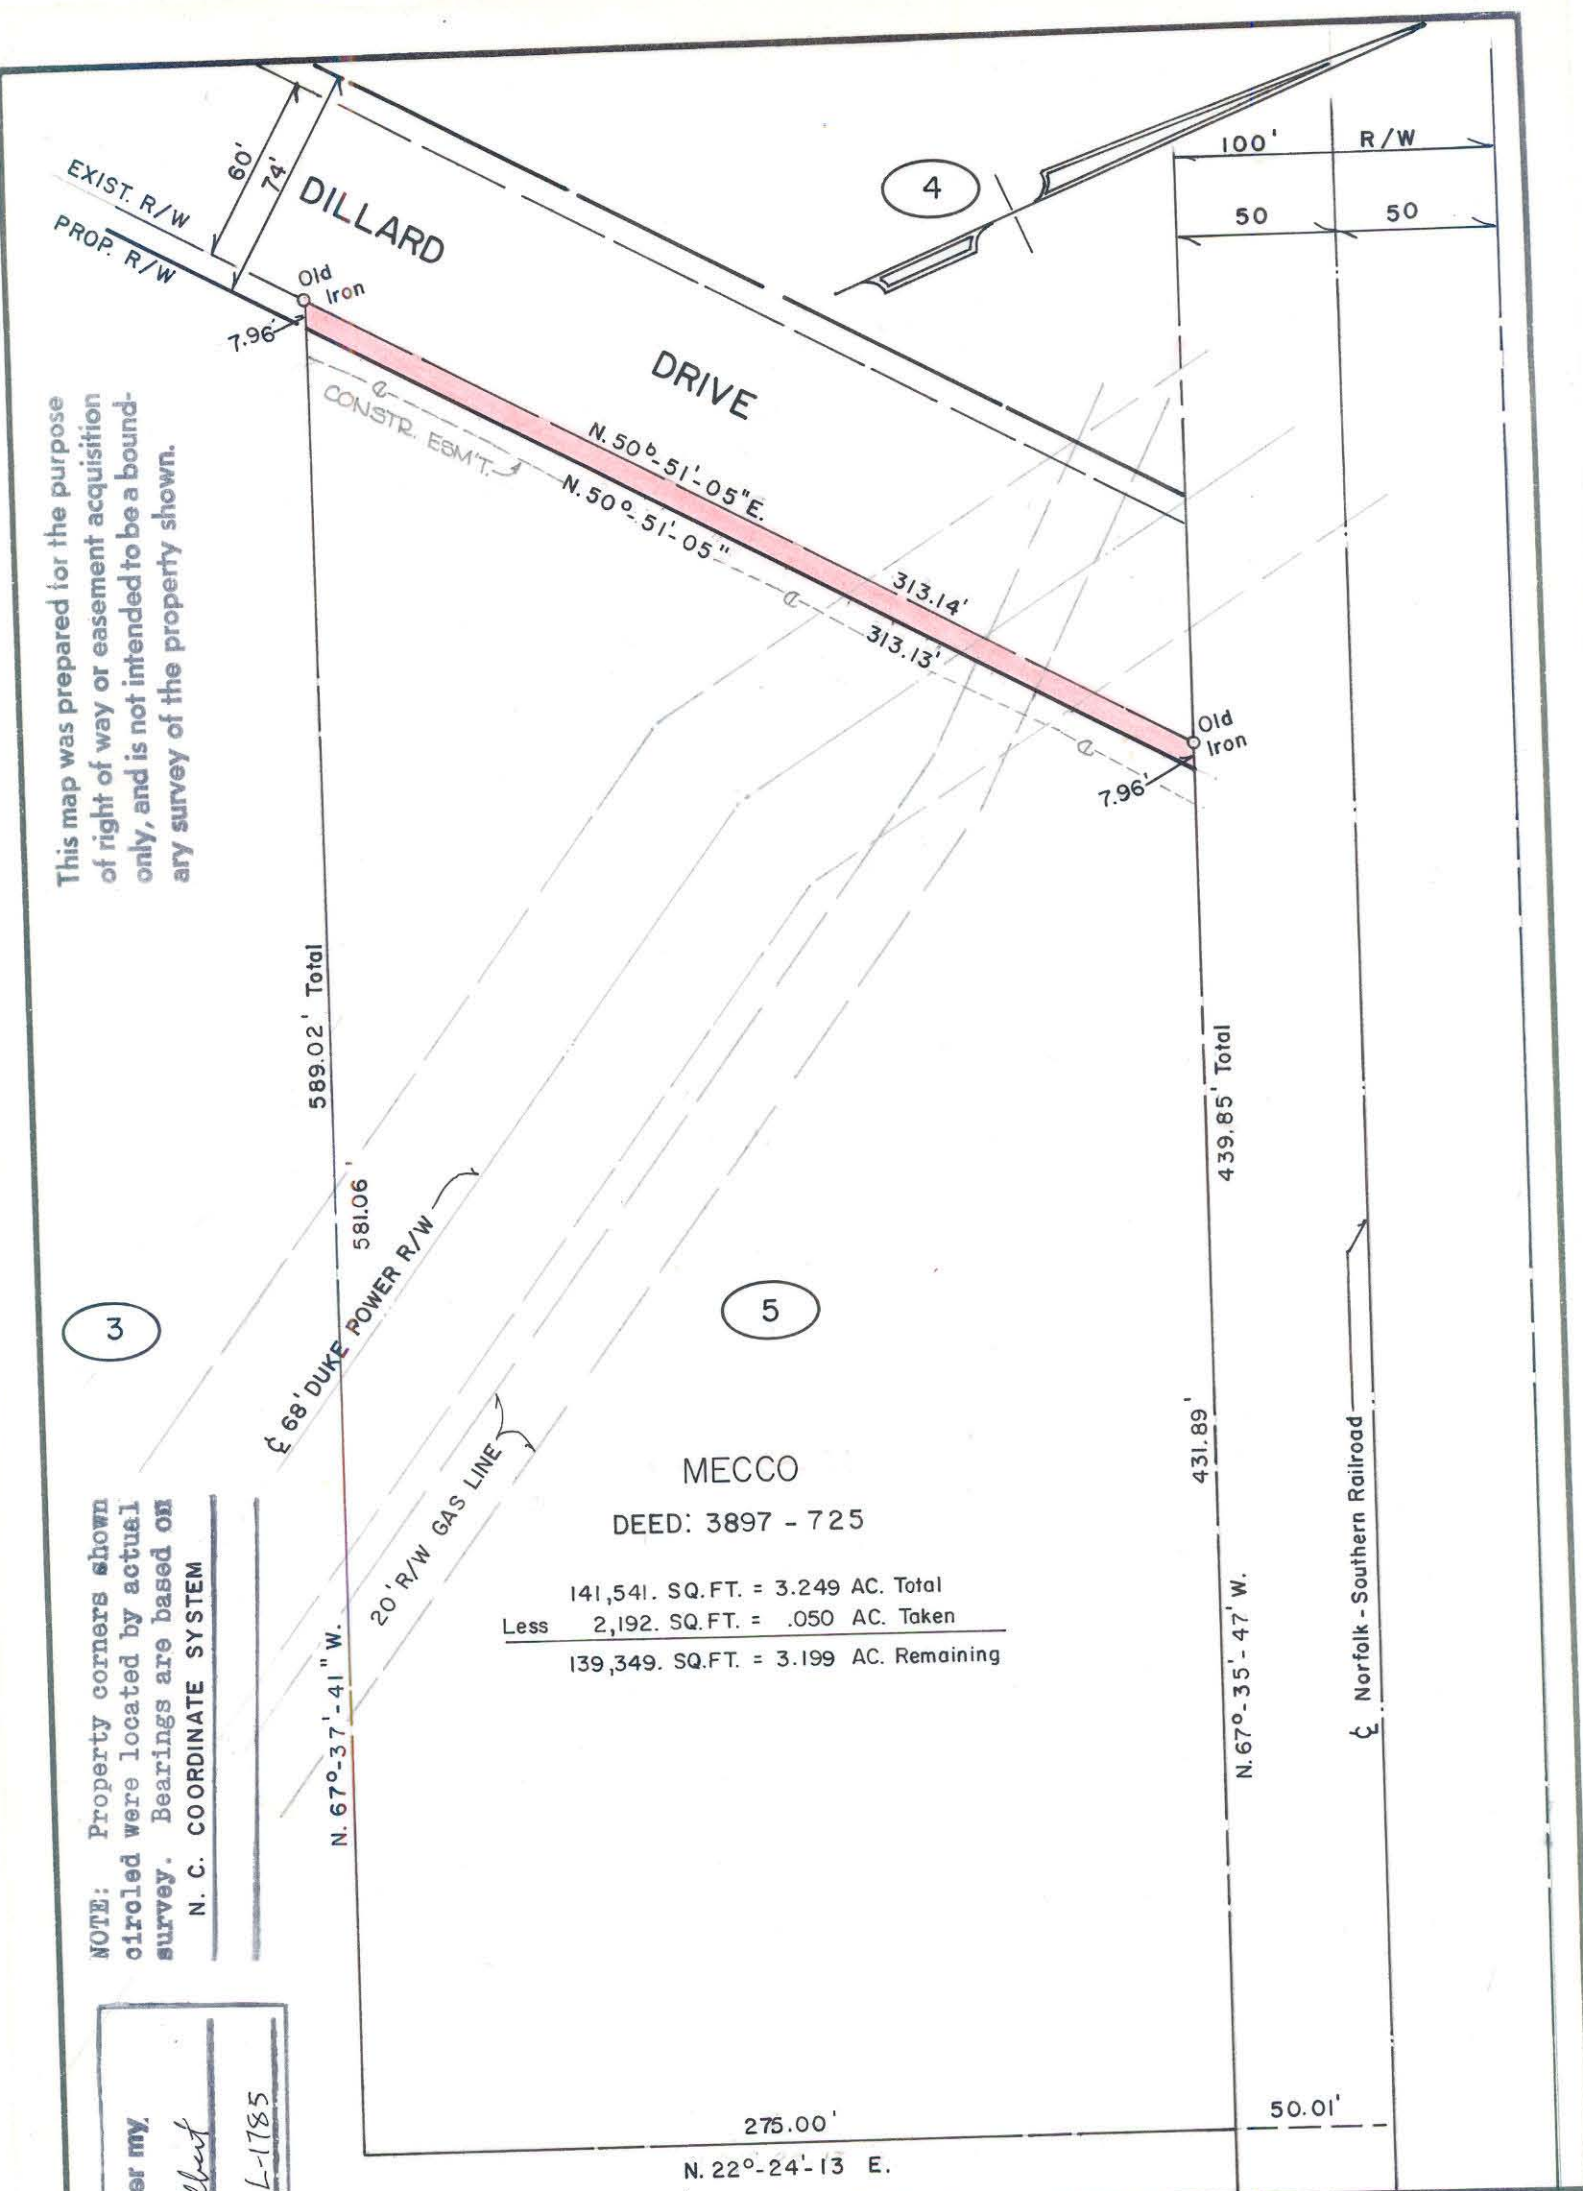 100' R/W
50
50
4
60'
74'
EXIST. R/W
PROP. R/W
DILLARD
DRIVE
Old
Iron
7.96'
CONSTR. ESM'T.
N. 50°-51'-05"E.
N. 50°-51'-05"
313.14'
313.13'
Old
Iron
7.96'
This map was prepared for the purpose
of right of way or easement acquisition
only, and is not intended to be a bound-
ary survey of the property shown.
589.02' Total
581.06'
439.85' Total
431.89'
3
5
℄ 68' DUKE POWER R/W
20' R/W GAS LINE
MECCO
DEED: 3897 - 725
141,541. SQ.FT. = 3.249 AC. Total
Less 2,192. SQ.FT. = .050 AC. Taken
139,349. SQ.FT. = 3.199 AC. Remaining
N. 67°-37'-41" W.
N. 67°-35'-47' W.
℄ Norfolk - Southern Railroad
NOTE: Property corners shown
circled were located by actual
survey. Bearings are based on
N. C. COORDINATE SYSTEM
er my
L-1785
275.00'
50.01'
N. 22°-24'-13 E.